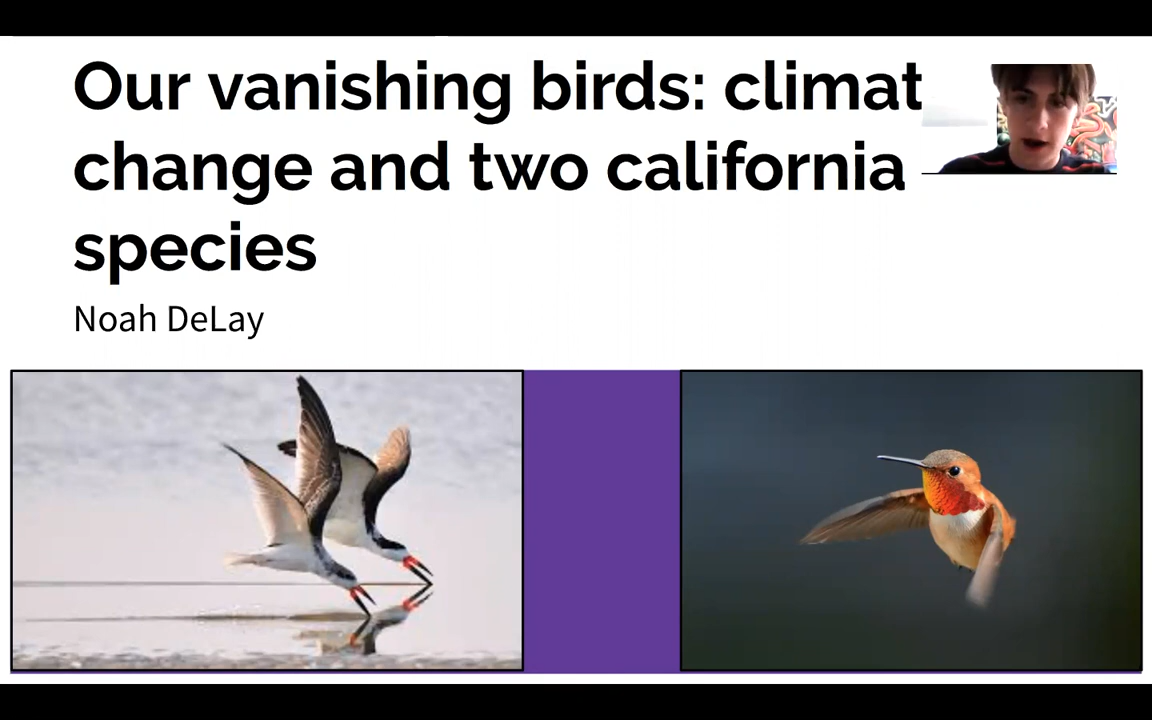 Our vanishing birds: climat
change and two california
species
Noah DeLay